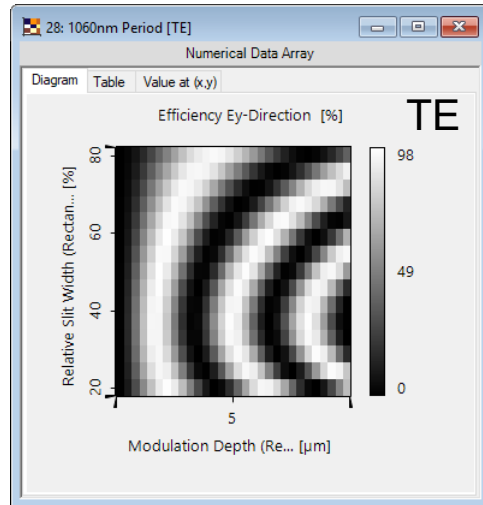 28: 1060nm Period [TE]
Numerical Data Array
Diagram Table Value at (x,y)
Efficiency Ey-Direction [%]
TE
98
49
0
Relative Slit Width (Rectan... [%]
80
60
40
20
5
Modulation Depth (Re... [µm]